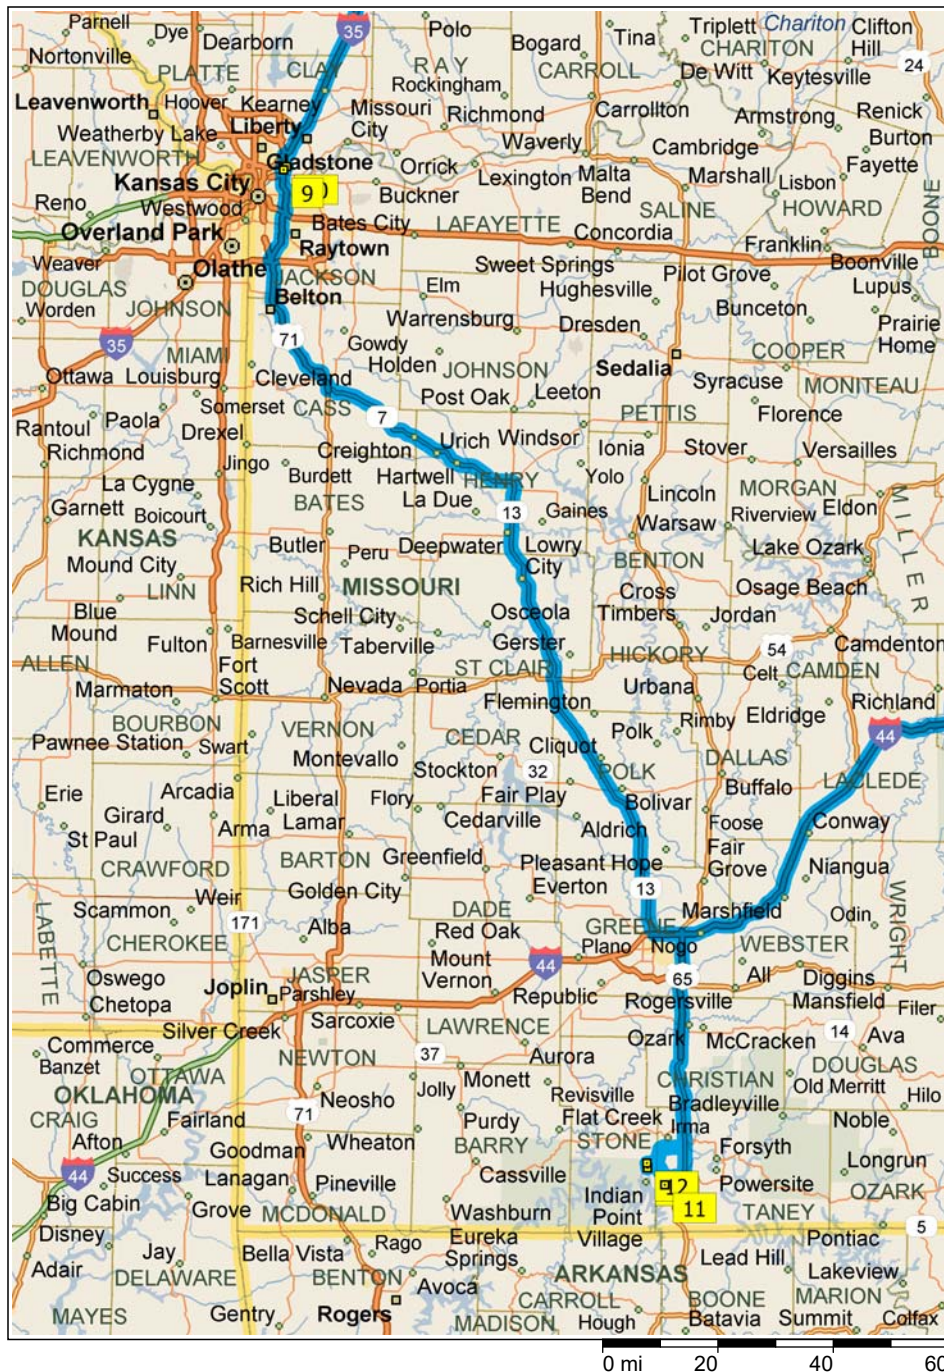 Parnell
Dye
35
Polo
Tina
Triplett
Chariton
Clifton
Hill
Nortonville
Dearborn
Bogard
CHARITON
PLATTE
CLAY
RAY
CARROLL
De Witt
Keytesville
24
Rockingham
Leavenworth
Hoover
Kearney
Missouri
City
Richmond
Carrollton
Armstrong
Renick
Weatherby Lake
Liberty
Waverly
Burton
LEAVENWORTH
Gladstone
Orrick
Cambridge
Fayette
Kansas City
9
Buckner
Lexington
Malta
Bend
Marshall
Lisbon
Reno
Westwood
Bates City
LAFAYETTE
SALINE
HOWARD
BOONE
Overland Park
Raytown
Concordia
Franklin
Weaver
Olathe
JACKSON
Sweet Springs
Pilot Grove
Boonville
DOUGLAS
Elm
Hughesville
Lupus
Worden
JOHNSON
Belton
Warrensburg
Dresden
Bunceton
Prairie
Home
35
71
Gowdy
MIAMI
Holden
JOHNSON
Sedalia
COOPER
Ottawa
Louisburg
Cleveland
Post Oak
Leeton
Syracuse
MONITEAU
Somerset
CASS
7
PETTIS
Florence
Rantoul
Paola
Drexel
Urich
Windsor
Ionia
Stover
Versailles
Richmond
Creighton
Jingo
Burdett
Hartwell
HENRY
Yolo
La Cygne
BATES
La Due
Lincoln
MORGAN
Garnett
Boicourt
13
Gaines
Warsaw
Riverview
Eldon
MILLER
KANSAS
Butler
Peru
Deepwater
Lowry
City
BENTON
Lake Ozark
Mound City
LINN
Rich Hill
MISSOURI
Cross
Timbers
Osage Beach
Blue
Mound
Schell City
Osceola
Jordan
Fulton
Barnesville
Taberville
Gerster
HICKORY
54
Camdenton
ALLEN
Fort
Scott
ST CLAIR
Celt
CAMDEN
Marmaton
Nevada
Portia
Flemington
Urbana
Richland
BOURBON
VERNON
Rimby
Eldridge
44
Pawnee Station
Swart
CEDAR
Cliquot
Polk
DALLAS
Montevallo
Stockton
32
POLK
LACLEDE
Erie
Arcadia
Liberal
Flory
Fair Play
Bolivar
Buffalo
Girard
Lamar
Cedarville
Foose
Conway
St Paul
Arma
Aldrich
Fair
Grove
CRAWFORD
BARTON
Greenfield
Pleasant Hope
Niangua
Weir
Golden City
Everton
13
WRIGHT
LABETTE
Scammon
171
DADE
Marshfield
Odin
CHEROKEE
Alba
Red Oak
GREENE
Plano
Nogo
WEBSTER
Oswego
JASPER
Mount
Vernon
44
65
All
Diggins
Chetopa
Joplin
Parshley
Republic
Rogersville
Mansfield
Filer
Silver Creek
Sarcoxie
LAWRENCE
Ozark
McCracken
14
Ava
Commerce
NEWTON
37
Aurora
DOUGLAS
Banzet
OTTAWA
Jolly
Monett
CHRISTIAN
Old Merritt
OKLAHOMA
Neosho
Revisville
Bradleyville
Hilo
CRAIG
71
Fairland
Purdy
Flat Creek
Irma
Noble
Afton
Wheaton
BARRY
STONE
Forsyth
Goodman
Longrun
44
Success
Lanagan
Pineville
Cassville
12
Powersite
OZARK
Big Cabin
Grove
MCDONALD
Washburn
Indian
Point
Village
11
TANEY
5
Disney
Jay
Bella Vista
Rago
Eureka
Springs
Lead Hill
Pontiac
Adair
DELAWARE
BENTON
Avoca
ARKANSAS
Lakeview
MAYES
Gentry
Rogers
CARROLL
BOONE
MARION
MADISON
Hough
Batavia
Summit
Colfax
0 mi 20 40 60